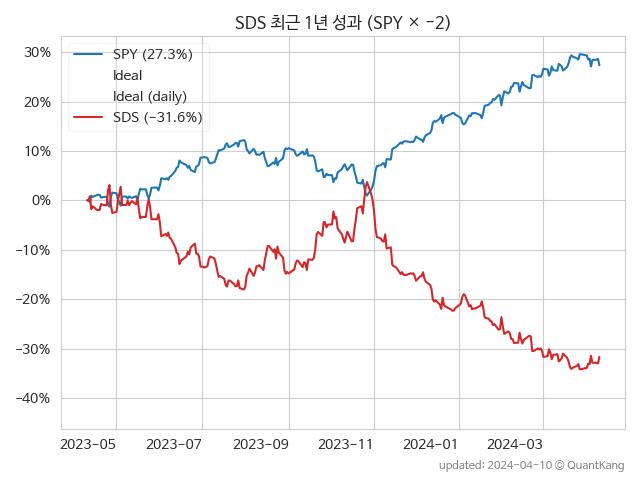 SDS 최근 1년 성과 (SPY × −2)
SPY (27.3%)
Ideal
Ideal (daily)
SDS (−31.6%)
30%
20%
10%
0%
−10%
−20%
−30%
−40%
2023−05 2023−07 2023−09 2023−11 2024−01 2024−03
updated: 2024−04−10 © QuantKang